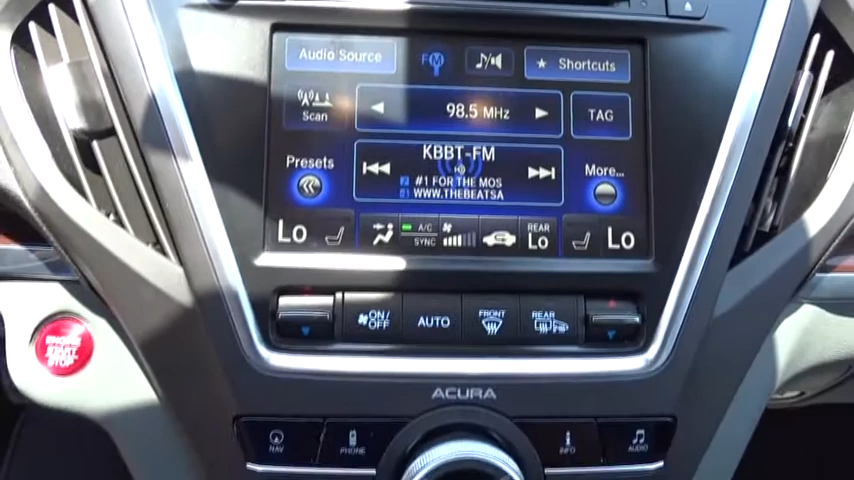 Audio Source FM Shortcuts
Scan 98.5 MHz TAG
Presets KBBT-FM More...
#1 FOR THE MOS
WWW.THEBEATSA
Lo A/C SYNC REAR Lo Lo
ON/OFF AUTO FRONT REAR
ENGINE START STOP
ACURA
NAV PHONE INFO AUDIO